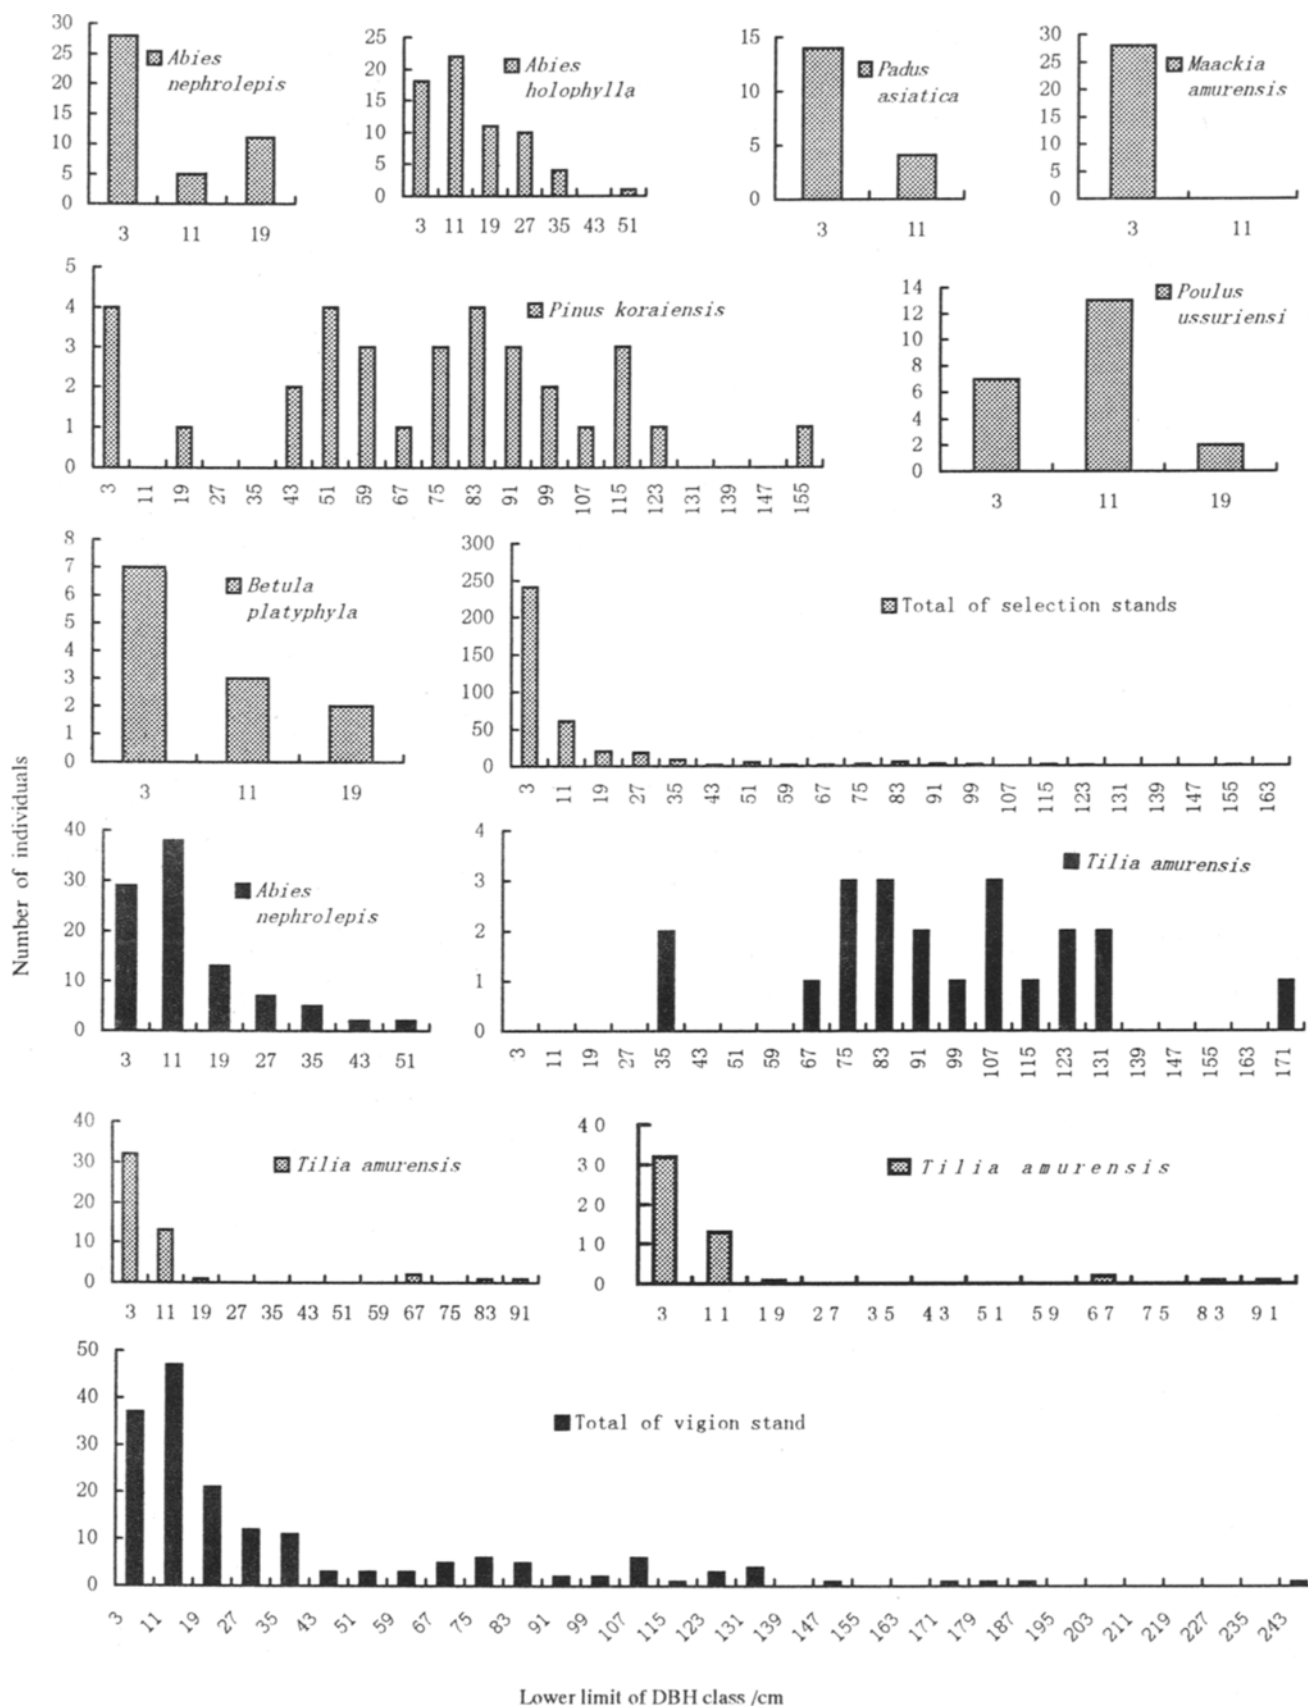 30
25
20
15
10
5
0
Abies
nephrolepis
3 11 19
25
20
15
10
5
0
Abies
holophylla
3 11 19 27 35 43 51
15
10
5
0
Padus
asiatica
3 11
30
25
20
15
10
5
0
Maackia
amurensis
3 11
5
4
3
2
1
0
Pinus koraiensis
3 11 19 27 35 43 51 59 67 75 83 91 99 107 115 123 131 139 147 155
14
12
10
8
6
4
2
0
Poulus
ussuriensi
3 11 19
8
7
6
5
4
3
2
1
0
Betula
platyphyla
3 11 19
300
250
200
150
100
50
0
Total of selection stands
3 11 19 27 35 43 51 59 67 75 83 91 99 107 115 123 131 139 147 155 163
Number of individuals
40
30
20
10
0
Abies
nephrolepis
3 11 19 27 35 43 51
4
3
2
1
0
Tilia amurensis
3 11 19 27 35 43 51 59 67 75 83 91 99 107 115 123 131 139 147 155 163 171
40
30
20
10
0
Tilia amurensis
3 11 19 27 35 43 51 59 67 75 83 91
40
30
20
10
0
Tilia amurensis
3 11 19 27 35 43 51 59 67 75 83 91
50
40
30
20
10
0
Total of vigion stand
3 11 19 27 35 43 51 59 67 75 83 91 99 107 115 123 131 139 147 155 163 171 179 187 195 203 211 219 227 235 243
Lower limit of DBH class /cm